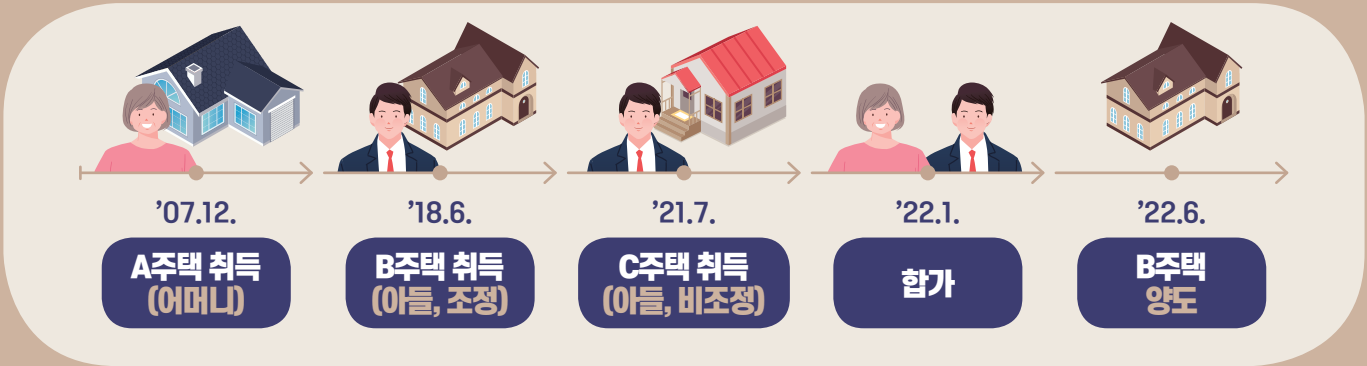 ’07.12.
A주택 취득
(어머니)
’18.6.
B주택 취득
(아들, 조정)
’21.7.
C주택 취득
(아들, 비조정)
’22.1.
합가
’22.6.
B주택
양도